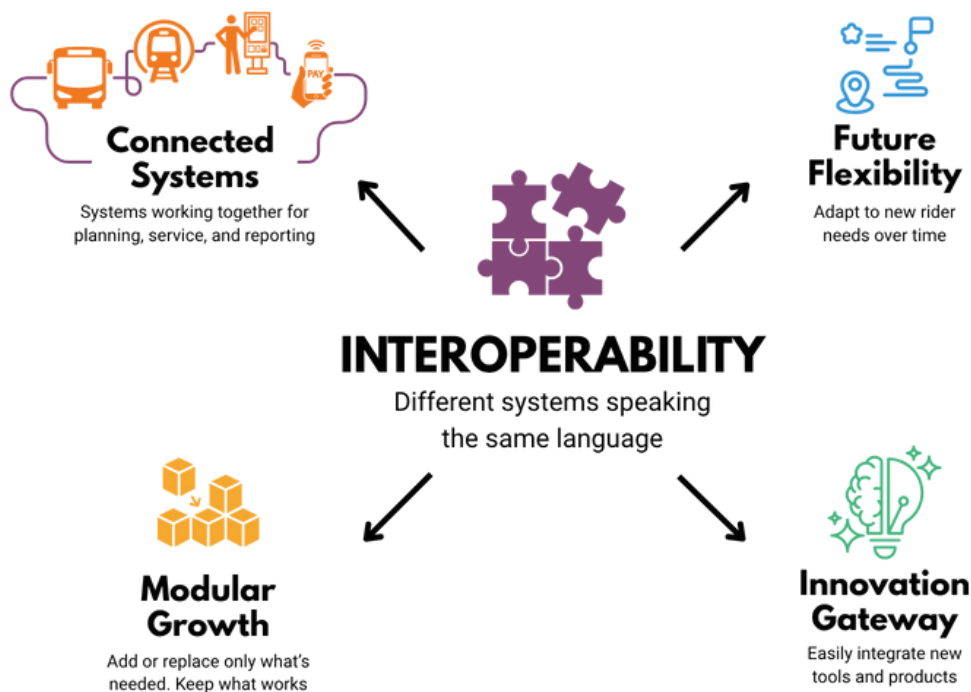 PAY
Connected
Systems
Systems working together for
planning, service, and reporting
Future
Flexibility
Adapt to new rider
needs over time
INTEROPERABILITY
Different systems speaking
the same language
Modular
Growth
Add or replace only what's
needed. Keep what works
Innovation
Gateway
Easily integrate new
tools and products